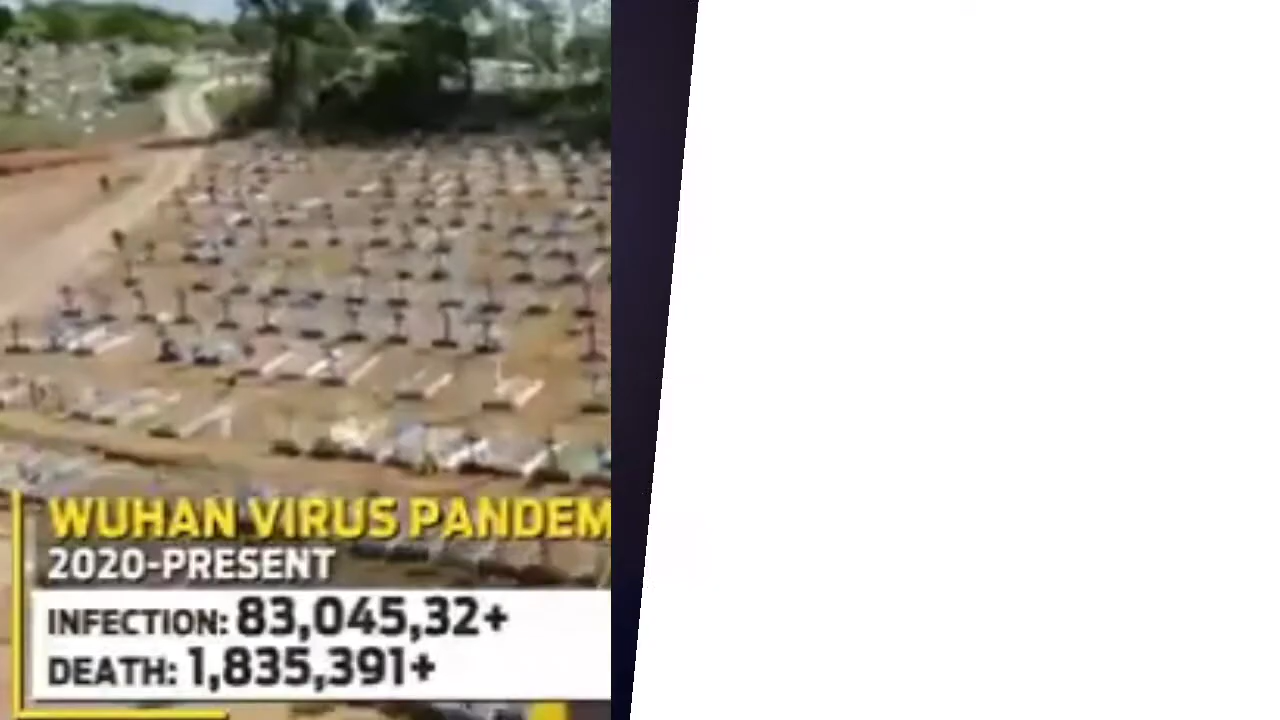 WUHAN VIRUS PANDEM
2020-PRESENT
INFECTION: 83,045,32+
DEATH: 1,835,391+